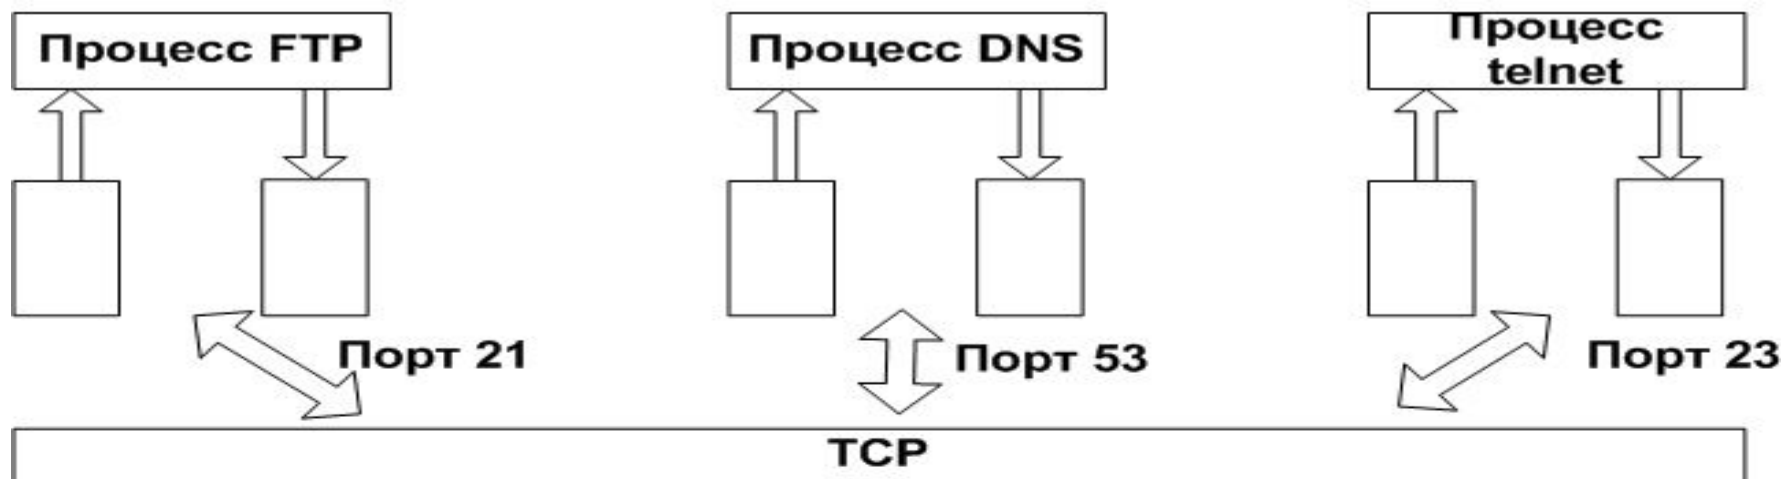 Процесс FTP
Процесс DNS
Процесс
telnet
Порт 21
Порт 53
Порт 23
TCP